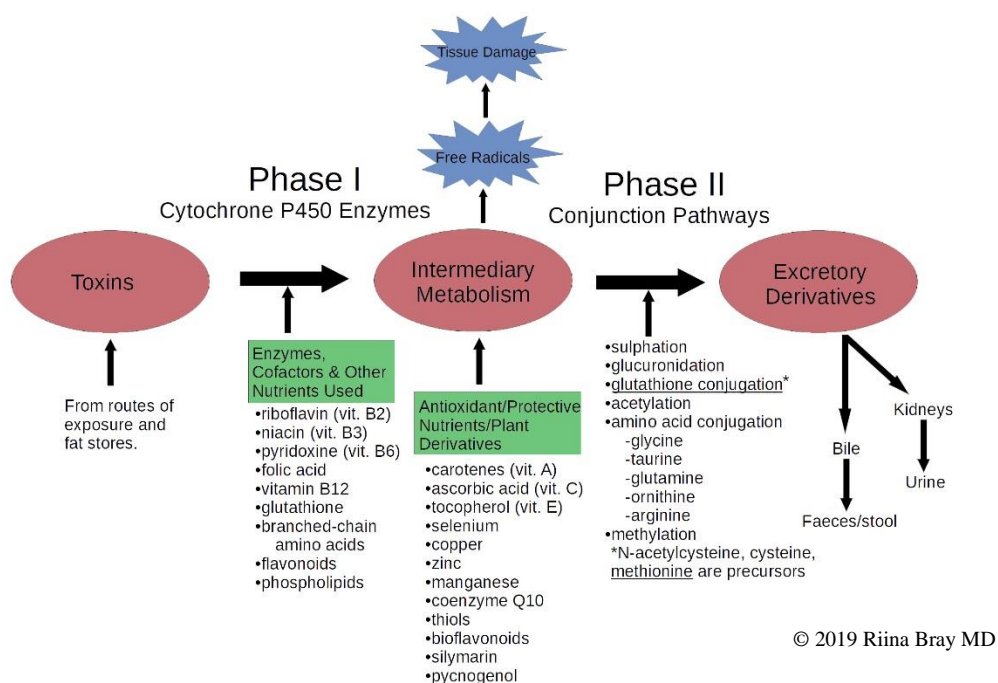 Tissue Damage
Free Radicals
Phase I
Cytochrone P450 Enzymes
Phase II
Conjunction Pathways
Toxins
Intermediary
Metabolism
Excretory
Derivatives
From routes of
exposure and
fat stores.
Enzymes,
Cofactors & Other
Nutrients Used
•riboflavin (vit. B2)
•niacin (vit. B3)
•pyridoxine (vit. B6)
•folic acid
•vitamin B12
•glutathione
•branched-chain
amino acids
•flavonoids
•phospholipids
Antioxidant/Protective
Nutrients/Plant
Derivatives
•carotenes (vit. A)
•ascorbic acid (vit. C)
•tocopherol (vit. E)
•selenium
•copper
•zinc
•manganese
•coenzyme Q10
•thiols
•bioflavonoids
•silymarin
•pycnogenol
•sulphation
•glucuronidation
•glutathione conjugation*
•acetylation
•amino acid conjugation
-glycine
-taurine
-glutamine
-ornithine
-arginine
•methylation
*N-acetylcysteine, cysteine,
methionine are precursors
Bile
Faeces/stool
Kidneys
Urine
© 2019 Riina Bray MD